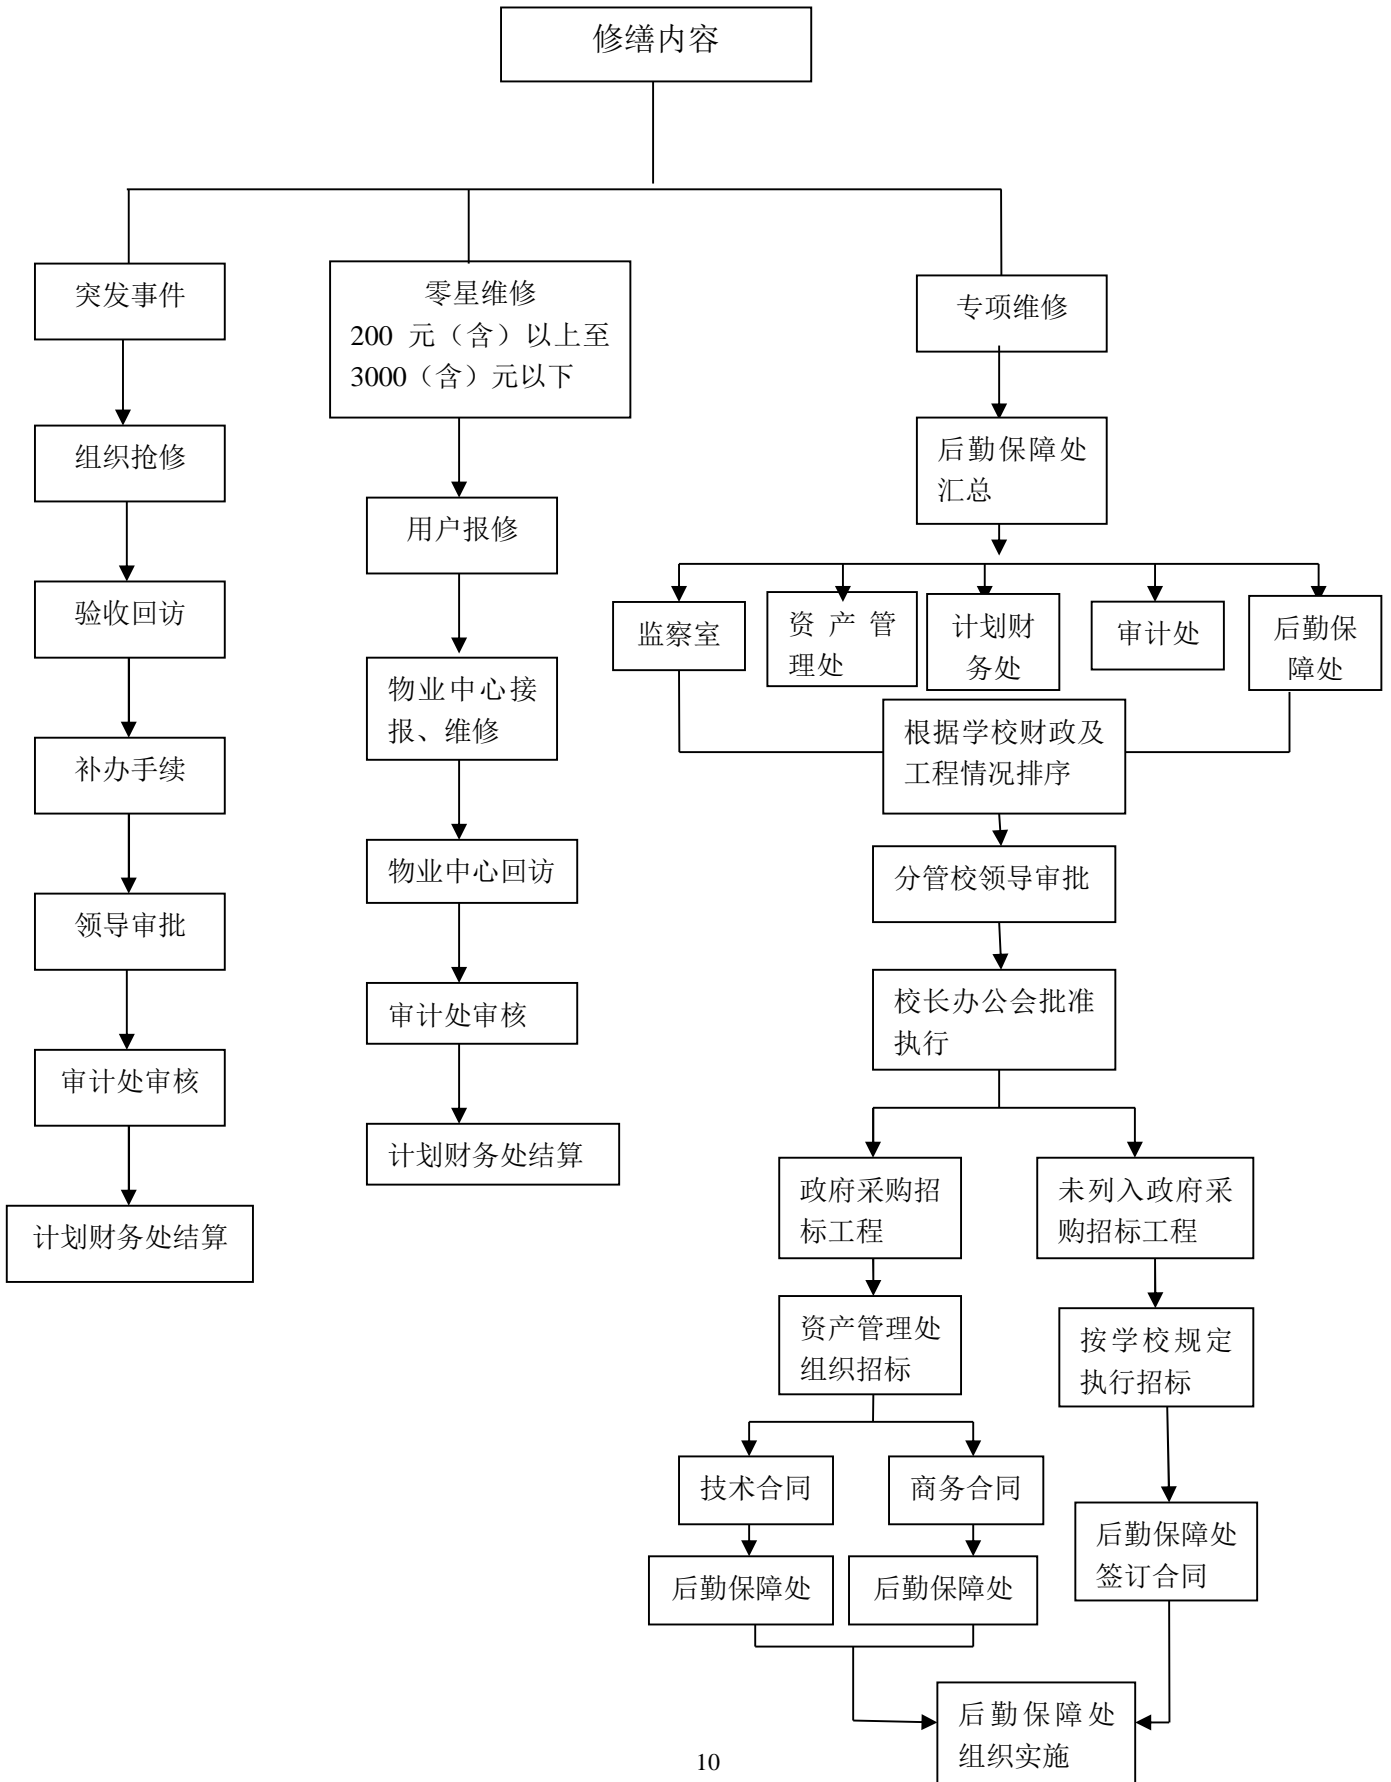 修缮内容
突发事件
组织抢修
验收回访
补办手续
领导审批
审计处审核
计划财务处结算
零星维修
200 元（含）以上至
3000（含）元以下
用户报修
物业中心接
报、维修
物业中心回访
审计处审核
计划财务处结算
专项维修
后勤保障处
汇总
监察室
资产管
理处
计划财
务处
审计处
后勤保
障处
根据学校财政及
工程情况排序
分管校领导审批
校长办公会批准
执行
政府采购招
标工程
未列入政府采
购招标工程
资产管理处
组织招标
按学校规定
执行招标
技术合同
商务合同
后勤保障处
后勤保障处
后勤保障处
签订合同
后勤保障处
组织实施
10